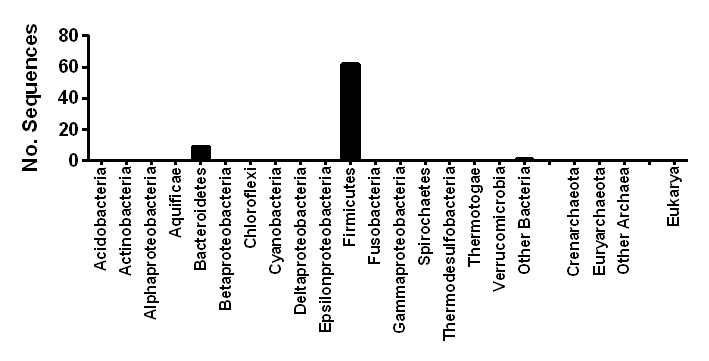 No. Sequences
80
60
40
20
0
Acidobacteria
Actinobacteria
Alphaproteobacteria
Aquificae
Bacteroidetes
Betaproteobacteria
Chloroflexi
Cyanobacteria
Deltaproteobacteria
Epsilonproteobacteria
Firmicutes
Fusobacteria
Gammaproteobacteria
Spirochaetes
Thermodesulfobacteria
Thermotogae
Verrucomicrobia
Other Bacteria
Crenarchaeota
Euryarchaeota
Other Archaea
Eukarya